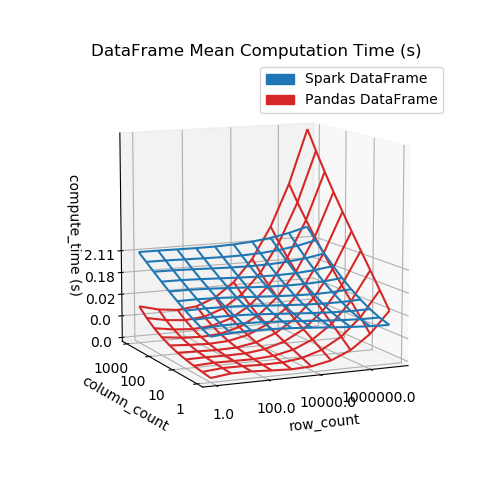 DataFrame Mean Computation Time (s)
Spark DataFrame
Pandas DataFrame
compute_time (s)
2.11
0.18
0.02
0.0
0.0
1000
100
10
1
column_count
1.0
100.0
10000.0
1000000.0
row_count